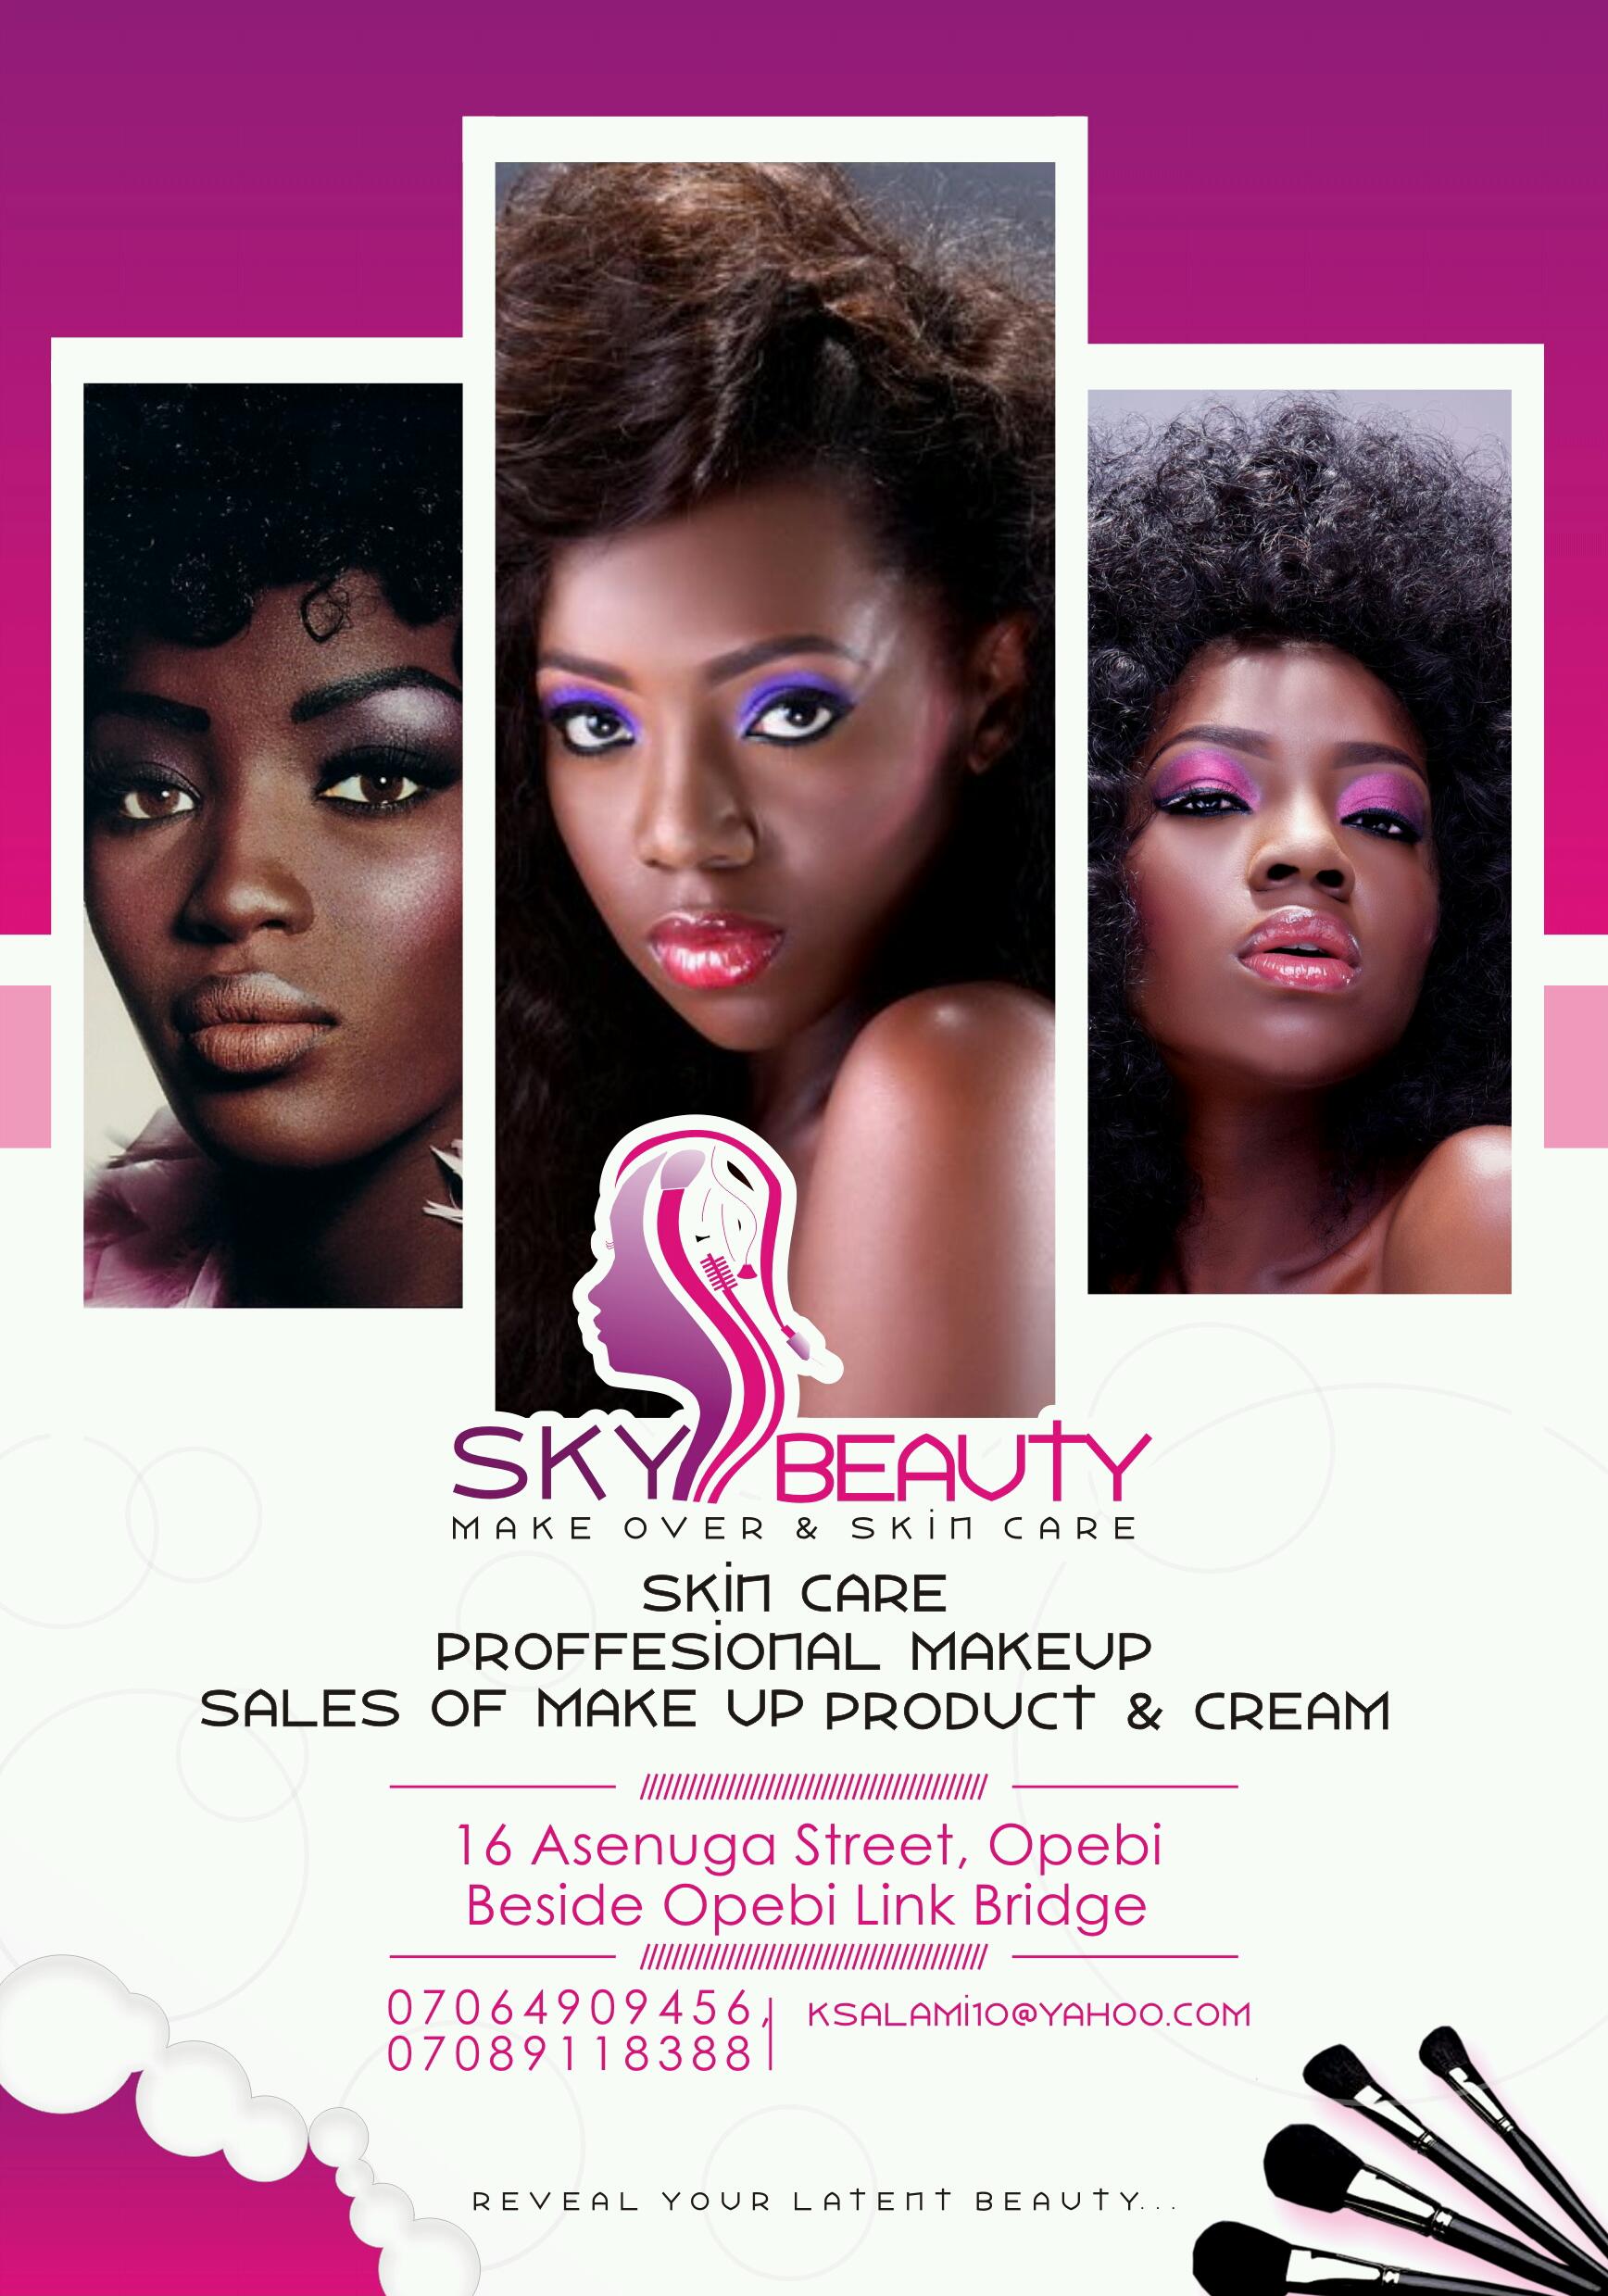 SKY BEAUTY
MAKE OVER & SKIN CARE
SKIN CARE
PROFFESIONAL MAKEUP
SALES OF MAKE UP PRODUCT & CREAM
16 Asenuga Street, Opebi
Beside Opebi Link Bridge
07064909456,
07089118388
KSALAMI10@YAHOO.COM
REVEAL YOUR LATENT BEAUTY...